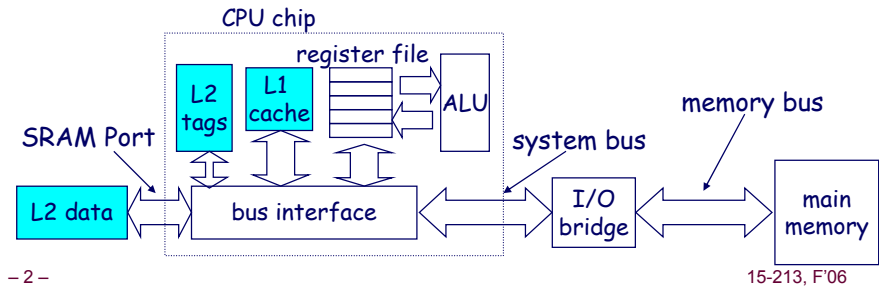 CPU chip
register file
L2
tags
L1
cache
ALU
memory bus
SRAM Port
system bus
L2 data
bus interface
I/O
bridge
main
memory
– 2 –
15-213, F'06